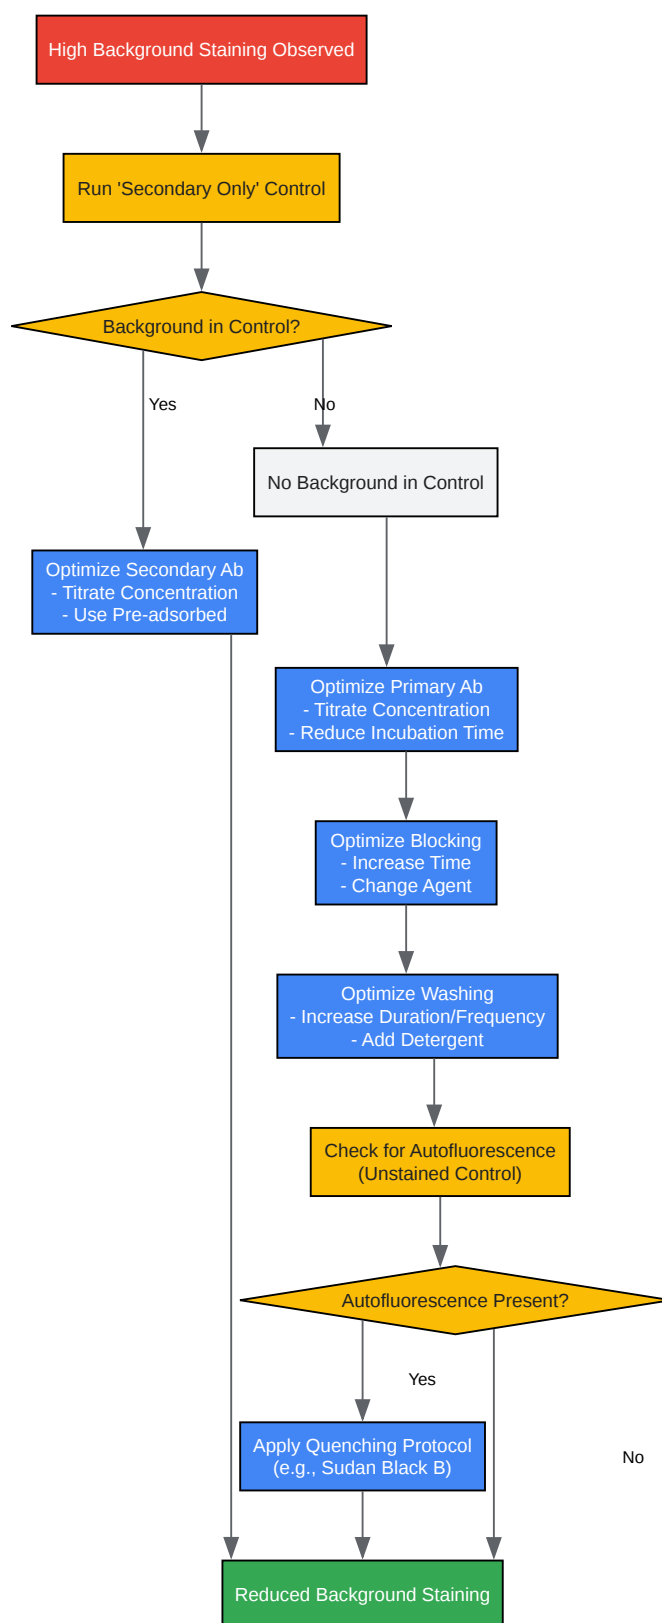 High Background Staining Observed
Run 'Secondary Only' Control
Background in Control?
Yes
No
No Background in Control
Optimize Secondary Ab
- Titrate Concentration
- Use Pre-adsorbed
Optimize Primary Ab
- Titrate Concentration
- Reduce Incubation Time
Optimize Blocking
- Increase Time
- Change Agent
Optimize Washing
- Increase Duration/Frequency
- Add Detergent
Check for Autofluorescence
(Unstained Control)
Autofluorescence Present?
Yes
Apply Quenching Protocol
(e.g., Sudan Black B)
No
Reduced Background Staining